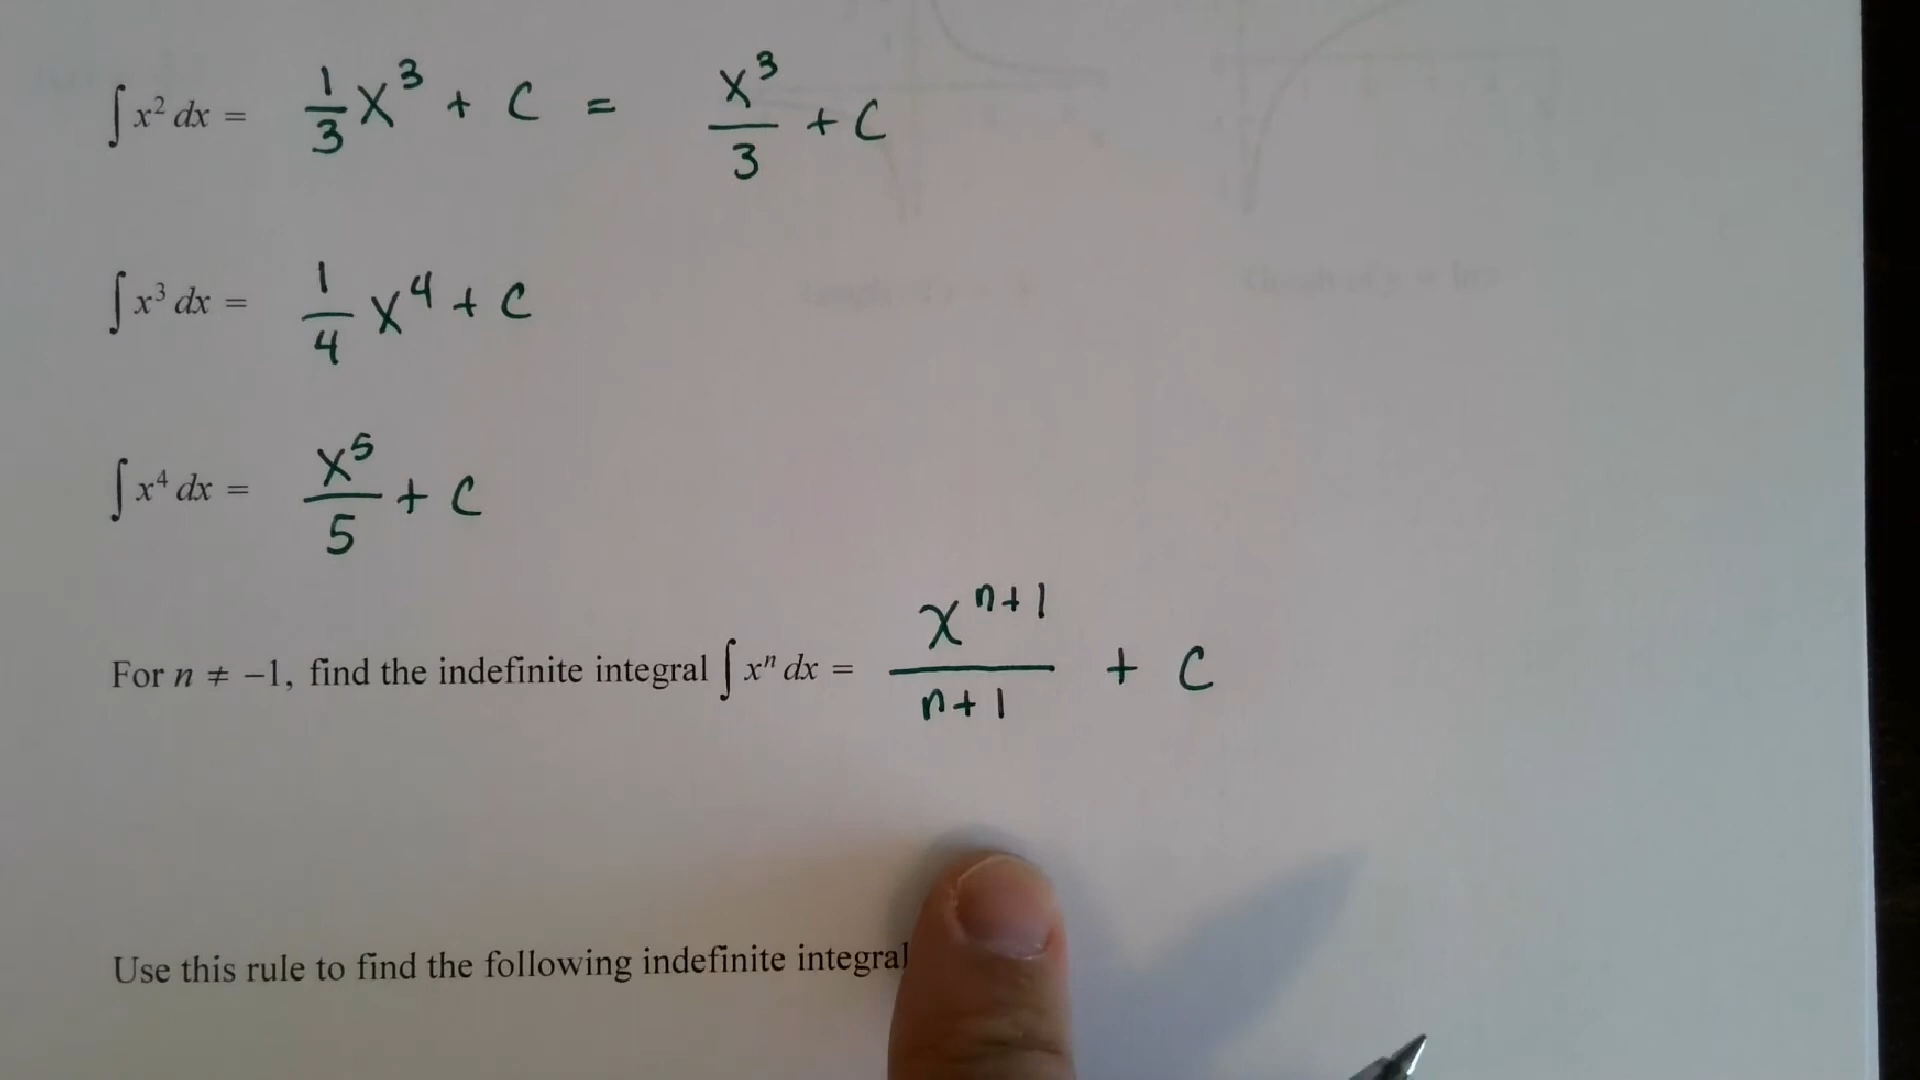 ∫ x² dx = 1/3 x³ + C = x³/3 + C
∫ x³ dx = 1/4 x⁴ + C
∫ x⁴ dx = x⁵/5 + C
For n ≠ −1, find the indefinite integral ∫ xⁿ dx = xⁿ⁺¹/n+1 + C
Use this rule to find the following indefinite integral